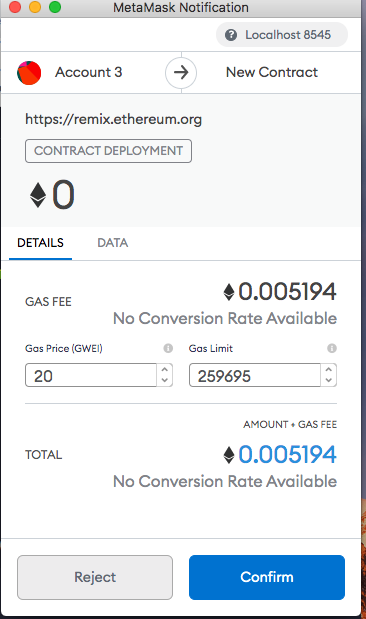 MetaMask Notification
? Localhost 8545
Account 3
New Contract
https://remix.ethereum.org
CONTRACT DEPLOYMENT
0
DETAILS DATA
GAS FEE
0.005194
No Conversion Rate Available
Gas Price (GWEI) i Gas Limit i
20 259695
AMOUNT + GAS FEE
TOTAL
0.005194
No Conversion Rate Available
Reject Confirm